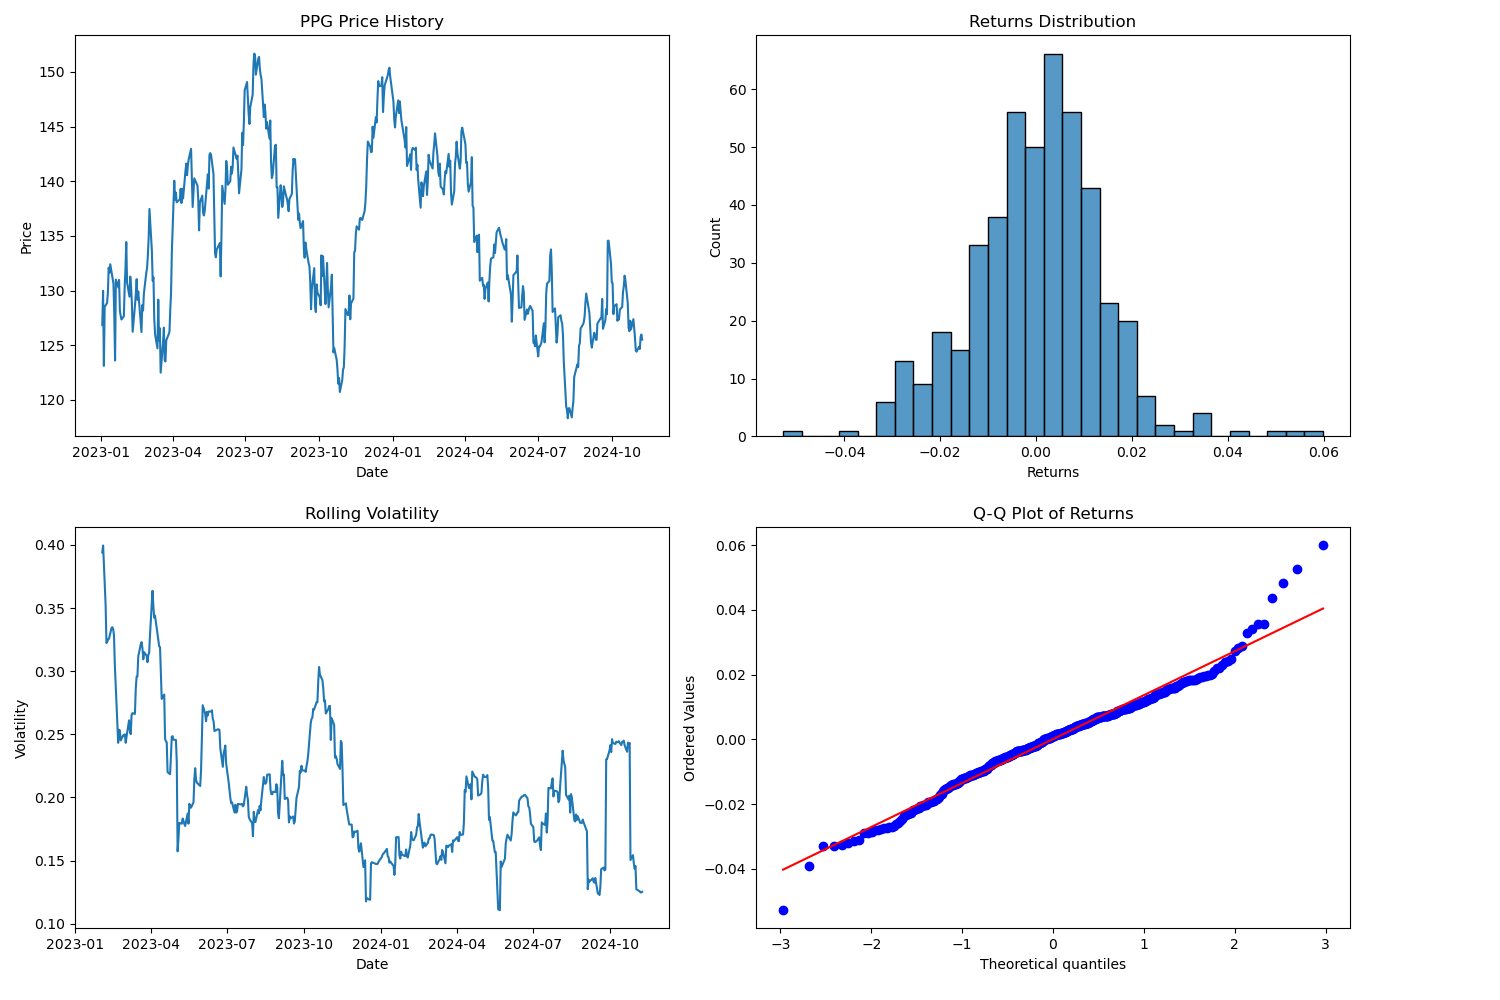 PPG Price History
Price
150
145
140
135
130
125
120
2023-01 2023-04 2023-07 2023-10 2024-01 2024-04 2024-07 2024-10
Date
Returns Distribution
Count
60
50
40
30
20
10
0
−0.04 −0.02 0.00 0.02 0.04 0.06
Returns
Rolling Volatility
Volatility
0.40
0.35
0.30
0.25
0.20
0.15
0.10
2023-01 2023-04 2023-07 2023-10 2024-01 2024-04 2024-07 2024-10
Date
Q-Q Plot of Returns
Ordered Values
0.06
0.04
0.02
0.00
−0.02
−0.04
−3 −2 −1 0 1 2 3
Theoretical quantiles